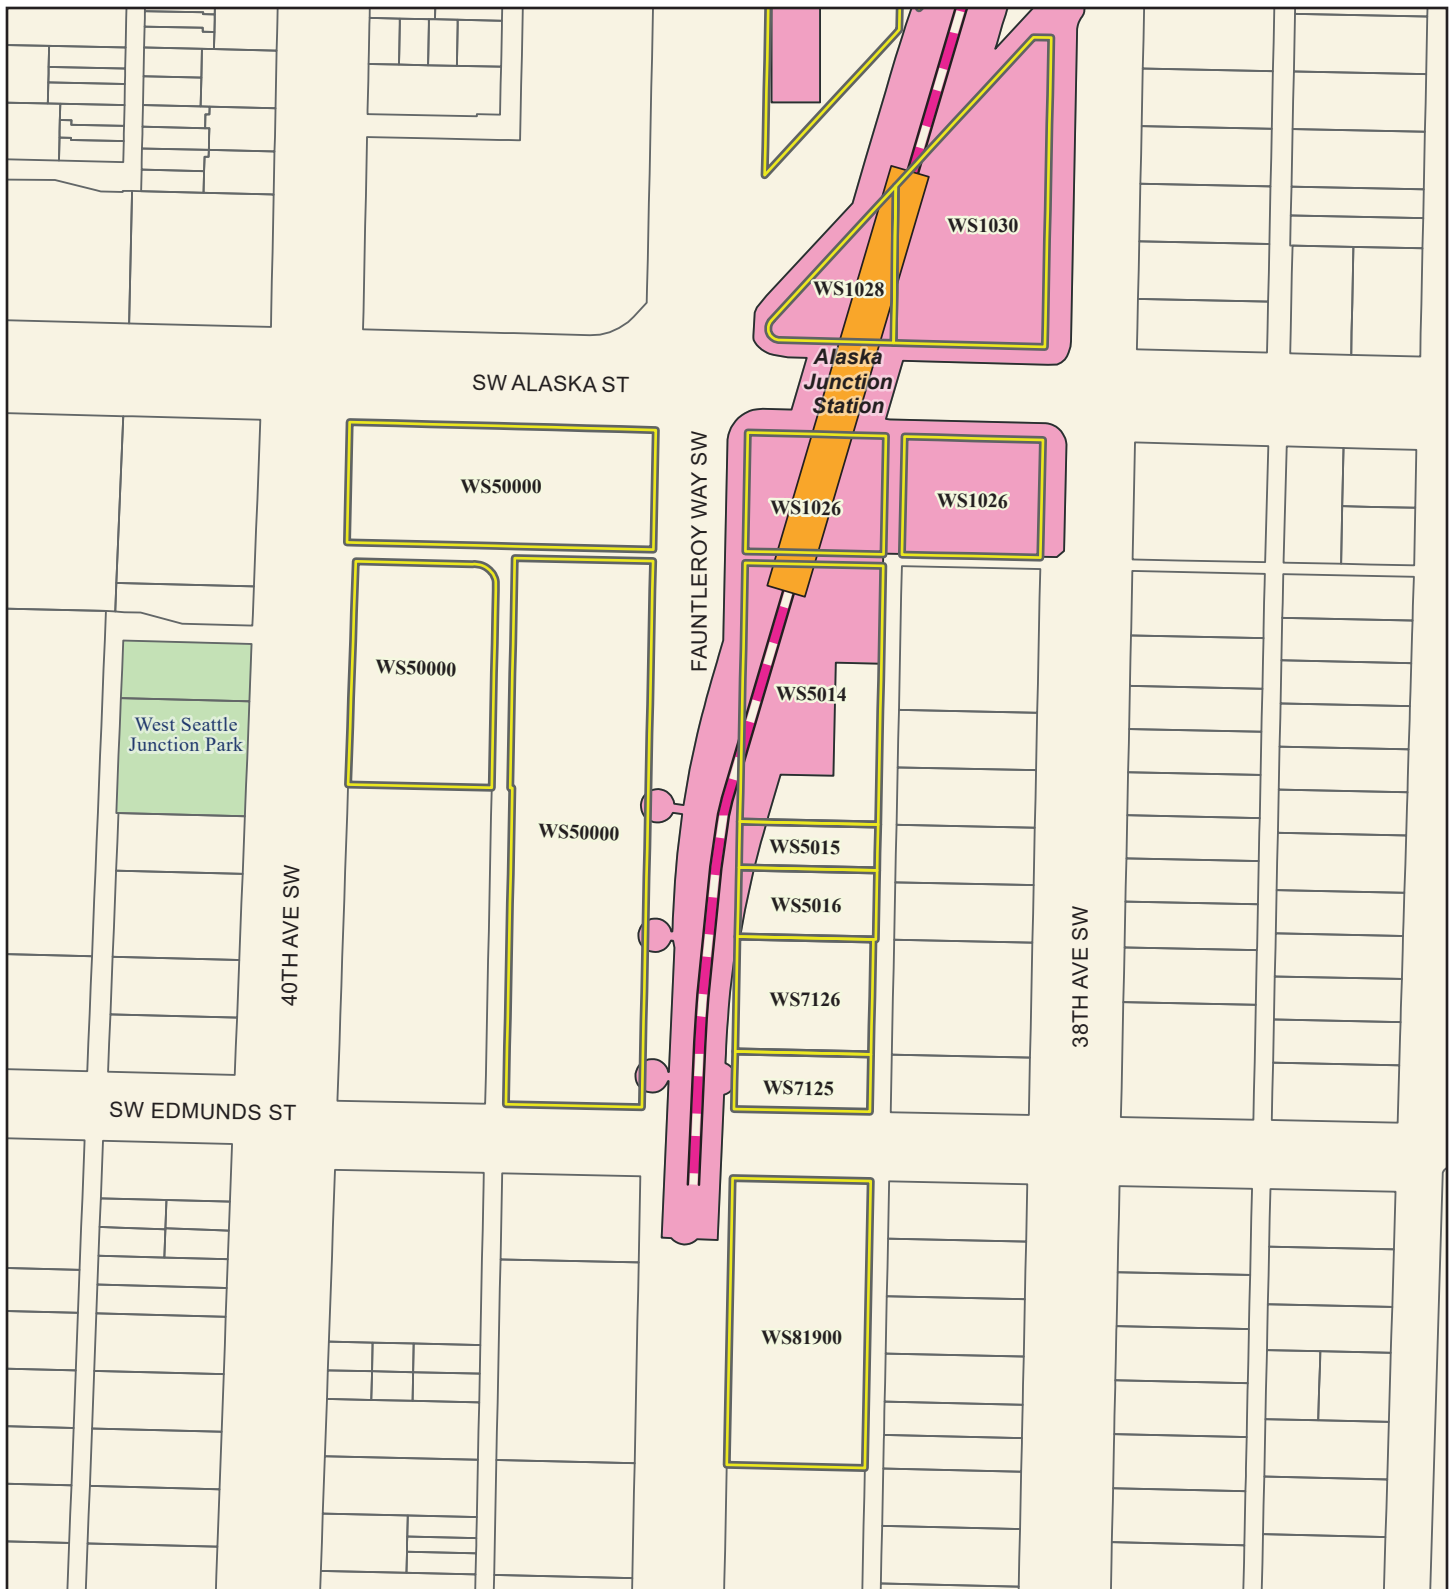 WS1030
WS1028
Alaska
Junction
Station
SW ALASKA ST
FAUNTLEROY WAY SW
WS50000
WS1026
WS1026
WS50000
WS5014
West Seattle
Junction Park
WS50000
WS5015
WS5016
40TH AVE SW
38TH AVE SW
WS7126
WS7125
SW EDMUNDS ST
WS81900